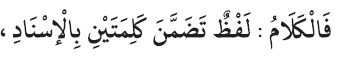 فَالْكَلَامُ : لَفْظٌ تَضَمَّنَ كَلِمَتَيْنِ بِالْإِسْنَادِ ،